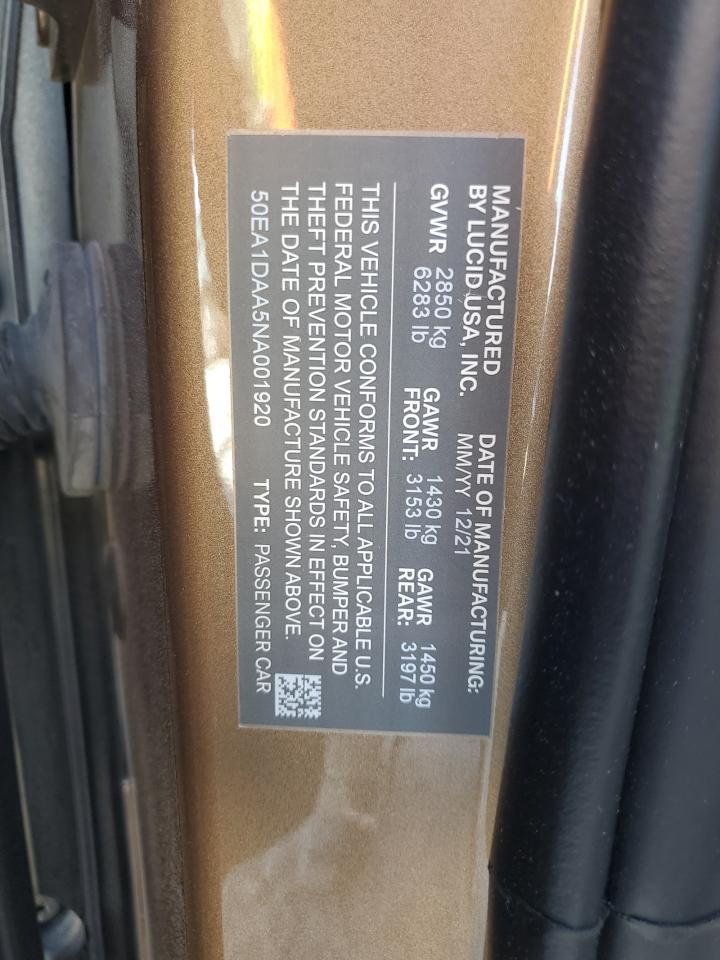 MANUFACTURED
BY LUCID USA, INC.
DATE OF MANUFACTURING:
MM/YY 12/21
GVWR 2850 kg
6283 lb
GAWR 1430 kg
FRONT: 3153 lb
GAWR 1450 kg
REAR: 3197 lb
THIS VEHICLE CONFORMS TO ALL APPLICABLE U.S.
FEDERAL MOTOR VEHICLE SAFETY, BUMPER AND
THEFT PREVENTION STANDARDS IN EFFECT ON
THE DATE OF MANUFACTURE SHOWN ABOVE.
50EA1DAA5NA001920 TYPE: PASSENGER CAR